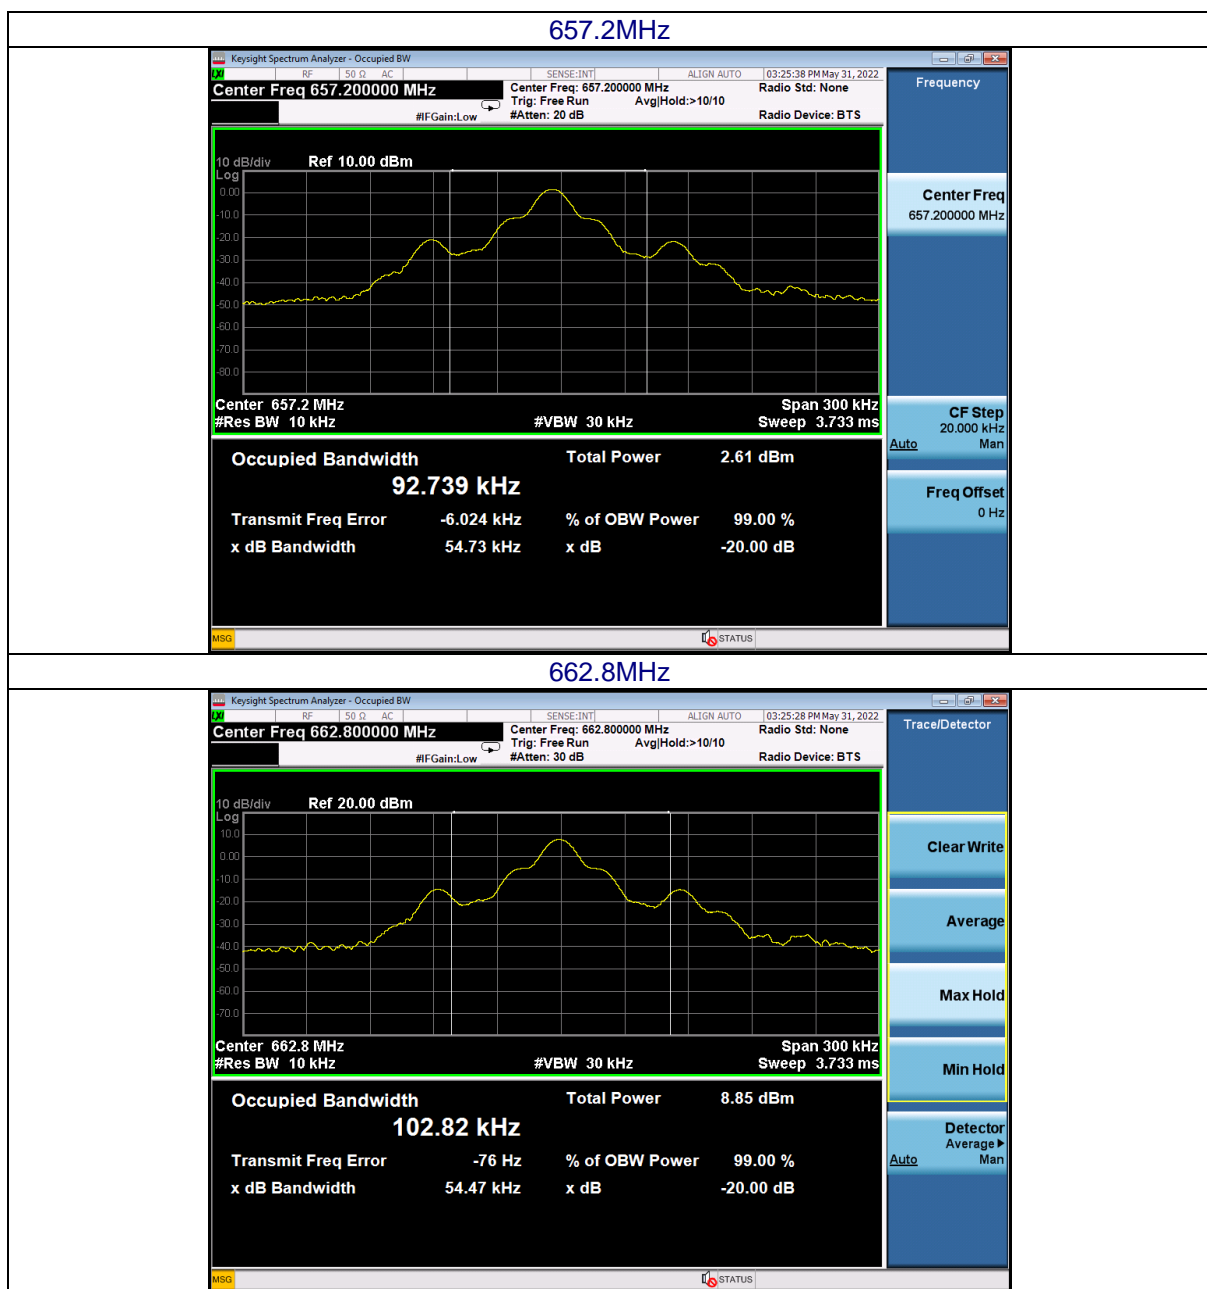 657.2MHz
Keysight Spectrum Analyzer - Occupied BW
LXI RF 50 Ω AC SENSE:INT ALIGN AUTO 03:25:38 PM May 31, 2022
Center Freq 657.200000 MHz
Center Freq: 657.200000 MHz Radio Std: None
Trig: Free Run Avg|Hold:>10/10
#IFGain:Low #Atten: 20 dB Radio Device: BTS
Frequency
10 dB/div Ref 10.00 dBm
Log
0.00
-10.0
-20.0
-30.0
-40.0
-50.0
-60.0
-70.0
-80.0
Center 657.2 MHz Span 300 kHz
#Res BW 10 kHz #VBW 30 kHz Sweep 3.733 ms
Center Freq
657.200000 MHz
CF Step
20.000 kHz
Auto Man
Freq Offset
0 Hz
Occupied Bandwidth Total Power 2.61 dBm
92.739 kHz
Transmit Freq Error -6.024 kHz % of OBW Power 99.00 %
x dB Bandwidth 54.73 kHz x dB -20.00 dB
MSG STATUS
662.8MHz
Keysight Spectrum Analyzer - Occupied BW
LXI RF 50 Ω AC SENSE:INT ALIGN AUTO 03:25:28 PM May 31, 2022
Center Freq 662.800000 MHz
Center Freq: 662.800000 MHz Radio Std: None
Trig: Free Run Avg|Hold:>10/10
#IFGain:Low #Atten: 30 dB Radio Device: BTS
Trace/Detector
10 dB/div Ref 20.00 dBm
Log
10.0
0.00
-10.0
-20.0
-30.0
-40.0
-50.0
-60.0
-70.0
Center 662.8 MHz Span 300 kHz
#Res BW 10 kHz #VBW 30 kHz Sweep 3.733 ms
Clear Write
Average
Max Hold
Min Hold
Detector
Average
Auto Man
Occupied Bandwidth Total Power 8.85 dBm
102.82 kHz
Transmit Freq Error -76 Hz % of OBW Power 99.00 %
x dB Bandwidth 54.47 kHz x dB -20.00 dB
MSG STATUS